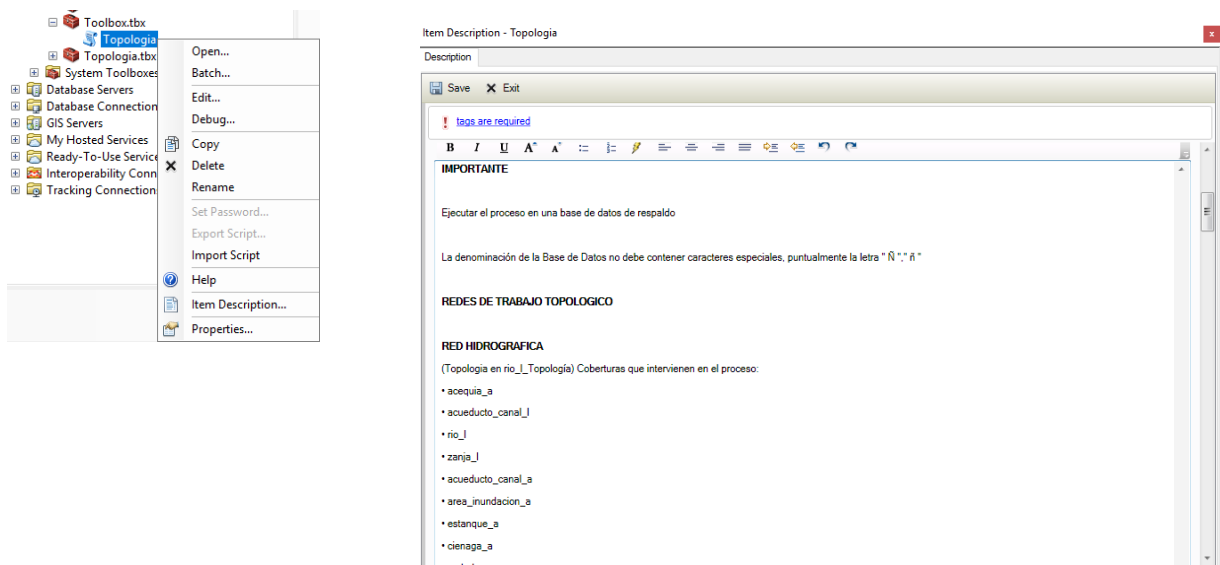 Toolbox.tbx
Topologia
Topologia.tbx
System Toolboxes
Database Servers
Database Connection
GIS Servers
My Hosted Services
Ready-To-Use Service
Interoperability Conn
Tracking Connection
Open...
Batch...
Edit...
Debug...
Copy
Delete
Rename
Set Password...
Export Script...
Import Script
Help
Item Description...
Properties...
Item Description - Topologia
x
Description
Save X Exit
! tags are required
B I U A A
IMPORTANTE
Ejecutar el proceso en una base de datos de respaldo
La denominación de la Base de Datos no debe contener caracteres especiales, puntualmente la letra " Ñ "," ñ "
REDES DE TRABAJO TOPOLOGICO
RED HIDROGRAFICA
(Topologia en rio_l_Topología) Coberturas que intervienen en el proceso:
• acequia_a
• acueducto_canal_l
• rio_l
• zanja_l
• acueducto_canal_a
• area_inundacion_a
• estanque_a
• cienaga_a